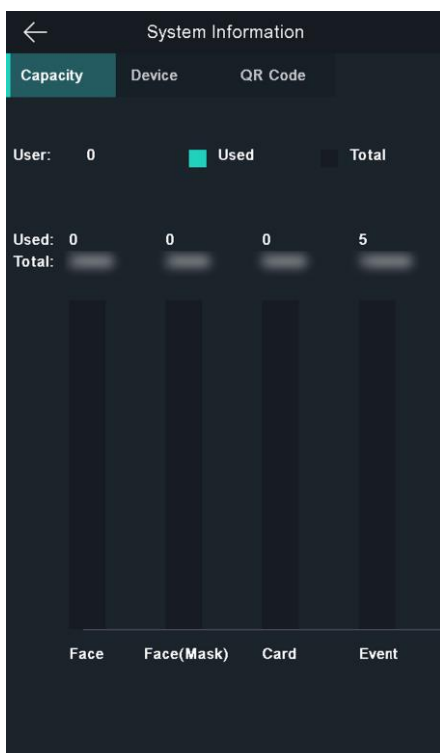 System Information
Capacity Device QR Code
User: 0 Used Total
Used: 0 0 0 5
Total:
Face Face(Mask) Card Event